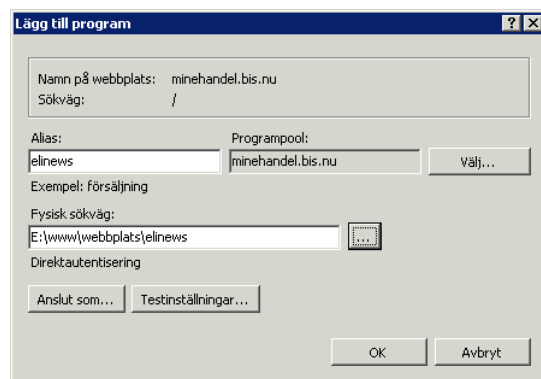 Lägg till program
Namn på webbplats: minehandel.bis.nu
Sökväg: /
Alias: Programpool:
elinews minehandel.bis.nu Välj...
Exempel: försäljning
Fysisk sökväg:
E:\www\webbplats\elinews ...
Direktautentisering
Anslut som... Testinställningar...
OK Avbryt